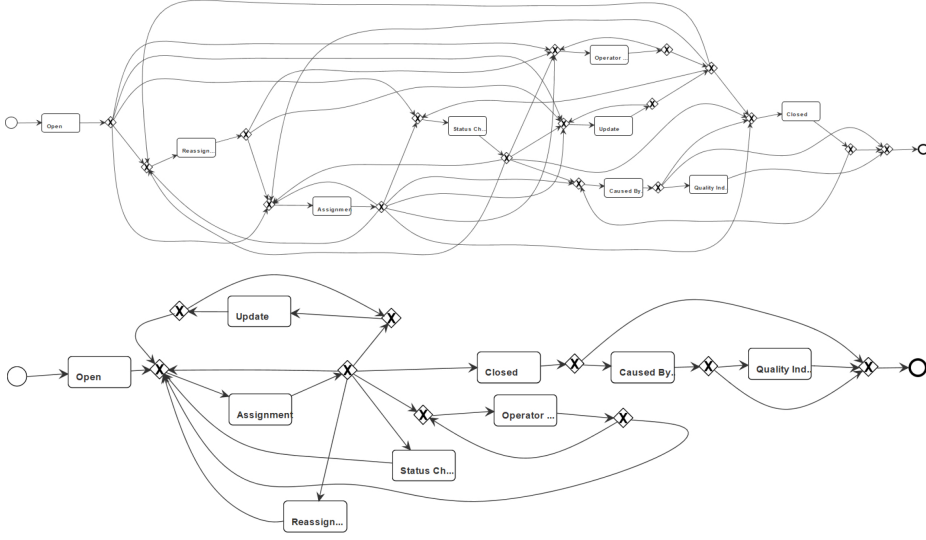 Operator ...
Closed
Open
Status Ch...
Update
Reassign...
Caused By.
Quality Ind.
Assignmen
Update
Open
Closed
Caused By.
Quality Ind..
Assignment
Operator ...
Status Ch...
Reassign...